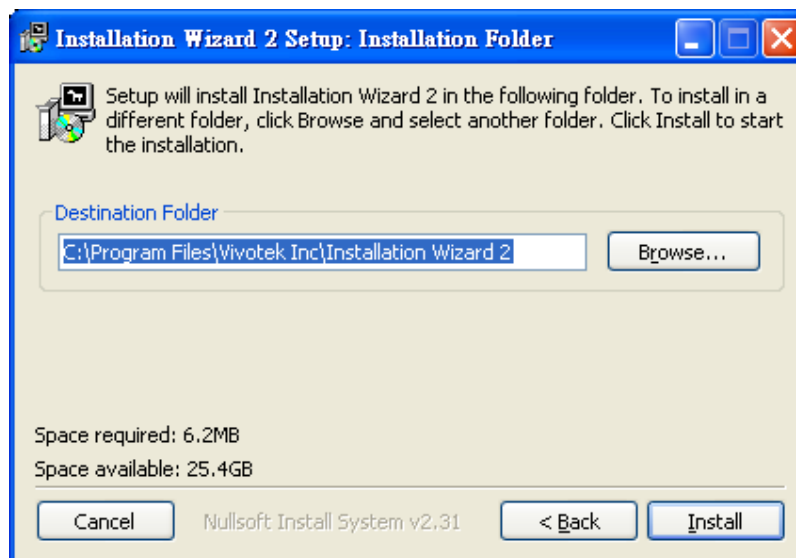 Installation Wizard 2 Setup: Installation Folder
Setup will install Installation Wizard 2 in the following folder. To install in a
different folder, click Browse and select another folder. Click Install to start
the installation.
Destination Folder
C:\Program Files\Vivotek Inc\Installation Wizard 2
Browse...
Space required: 6.2MB
Space available: 25.4GB
Cancel
Nullsoft Install System v2.31
< Back
Install